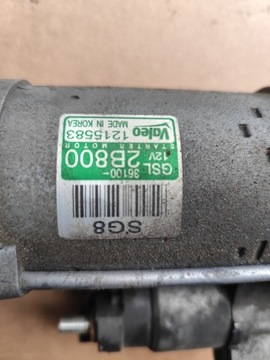 Valeo 1215583
MADE IN KOREA
STARTER MOTOR
GSL 36100-
12V 2B800
SG8